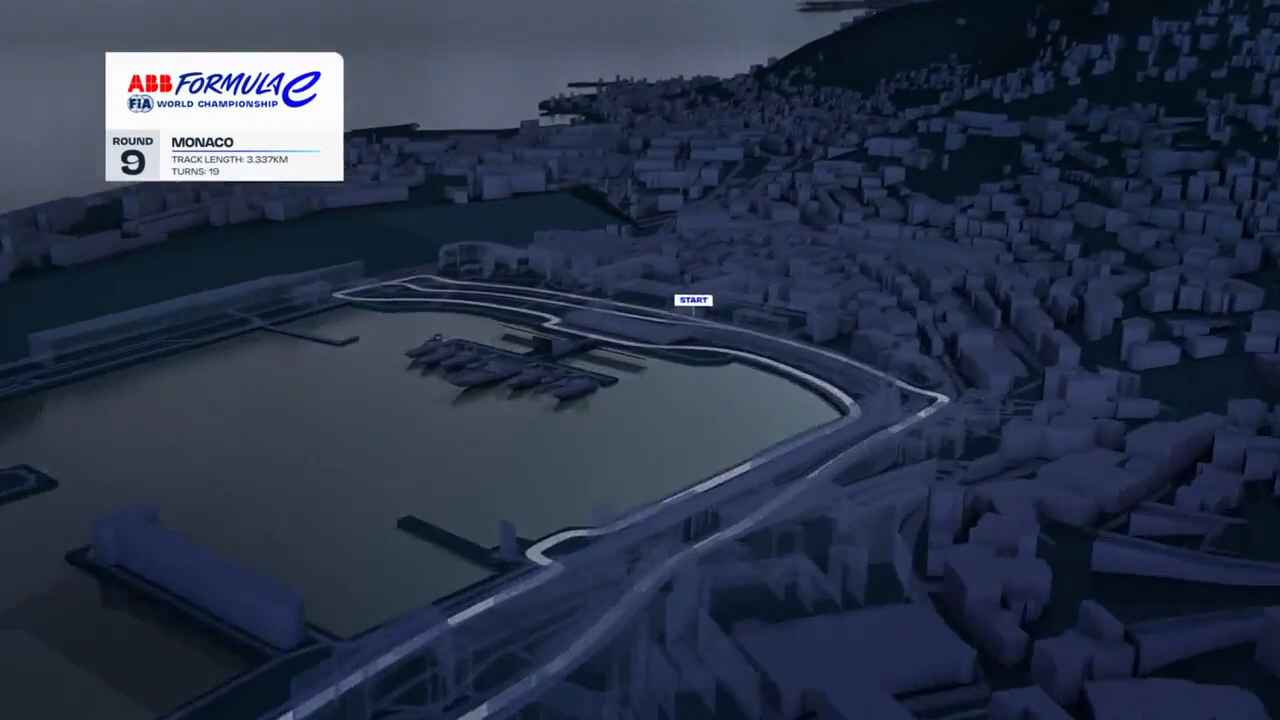 ABB FORMULA E
FIA WORLD CHAMPIONSHIP
ROUND
9
MONACO
TRACK LENGTH: 3.337KM
TURNS: 19
START